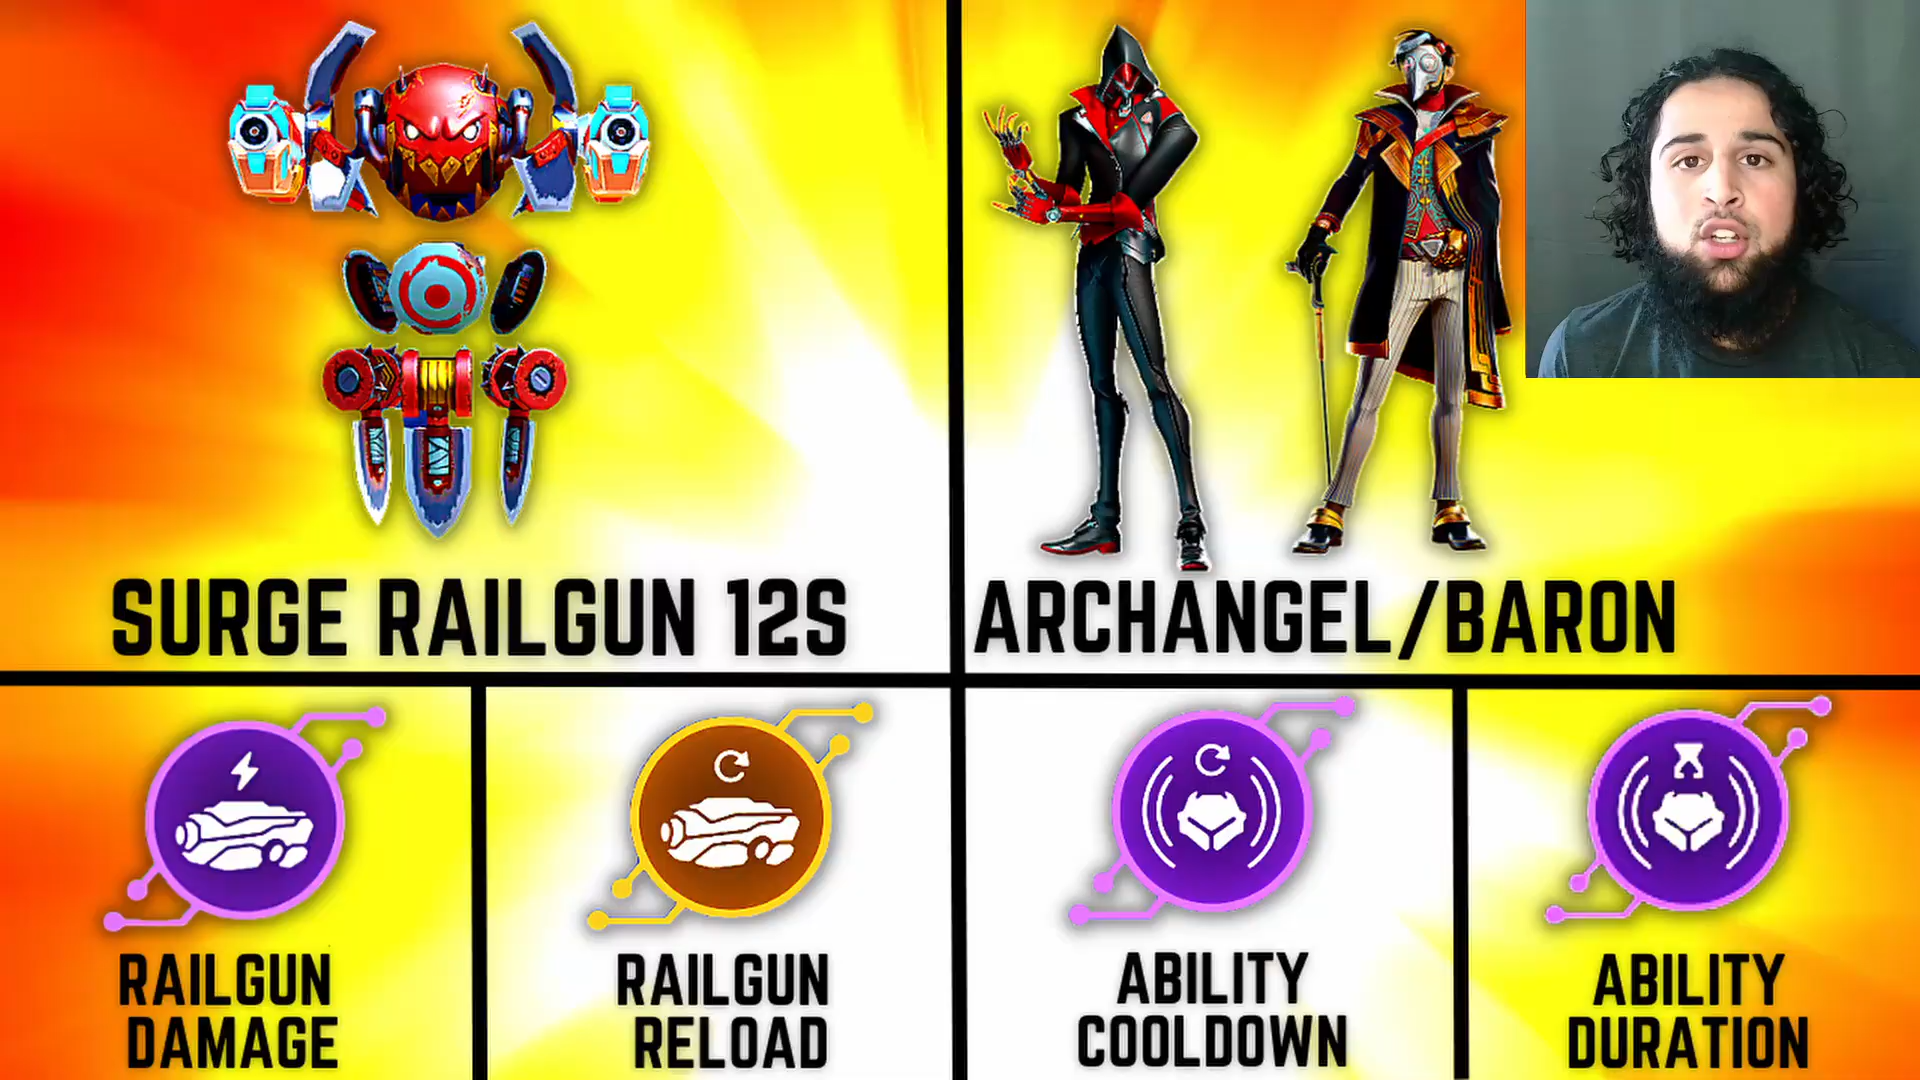 SURGE RAILGUN 12S
ARCHANGEL/BARON
RAILGUN
DAMAGE
RAILGUN
RELOAD
ABILITY
COOLDOWN
ABILITY
DURATION